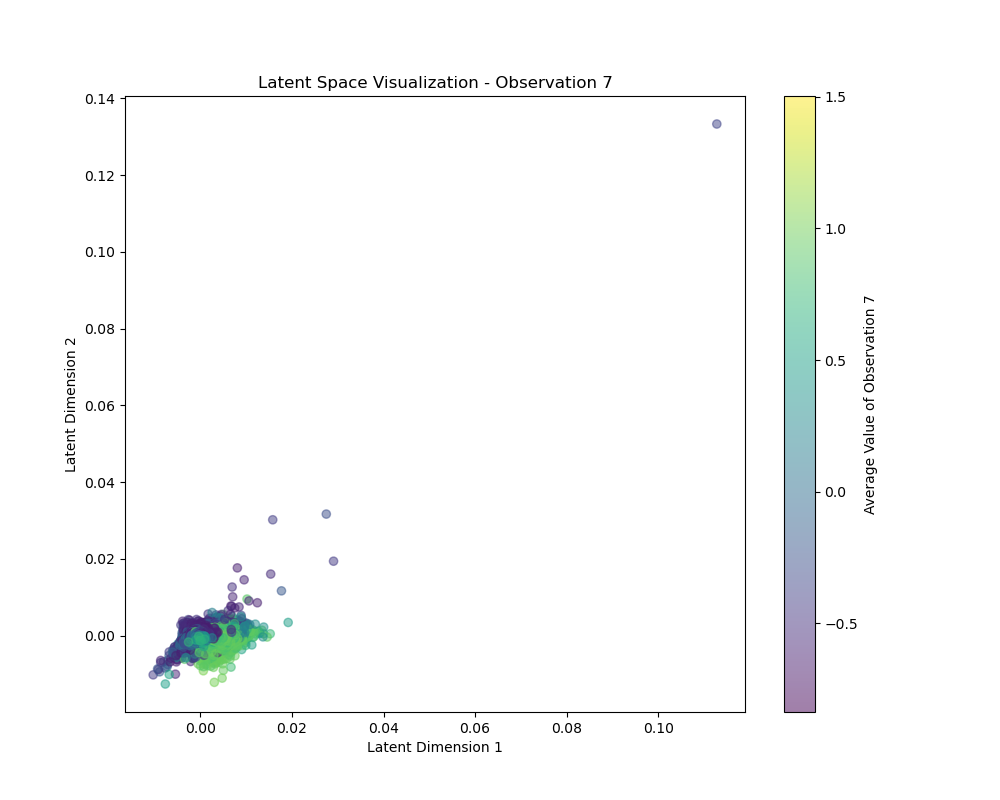 Latent Space Visualization - Observation 7
0.14
0.12
0.10
0.08
0.06
0.04
0.02
0.00
Latent Dimension 2
0.00 0.02 0.04 0.06 0.08 0.10
Latent Dimension 1
1.5
1.0
0.5
0.0
−0.5
Average Value of Observation 7